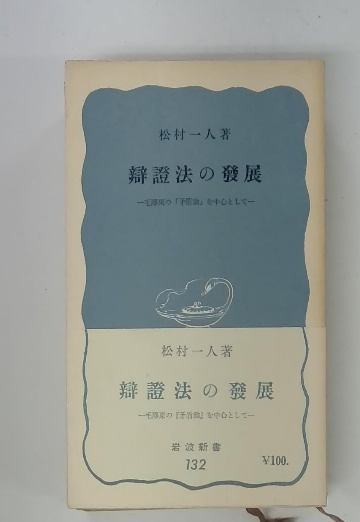 松村一人著
辯證法の發展
―毛澤東の『矛盾論』を中心として―
松村一人著
辯證法の發展
―毛澤東の『矛盾論』を中心として―
岩波新書
132
¥100.